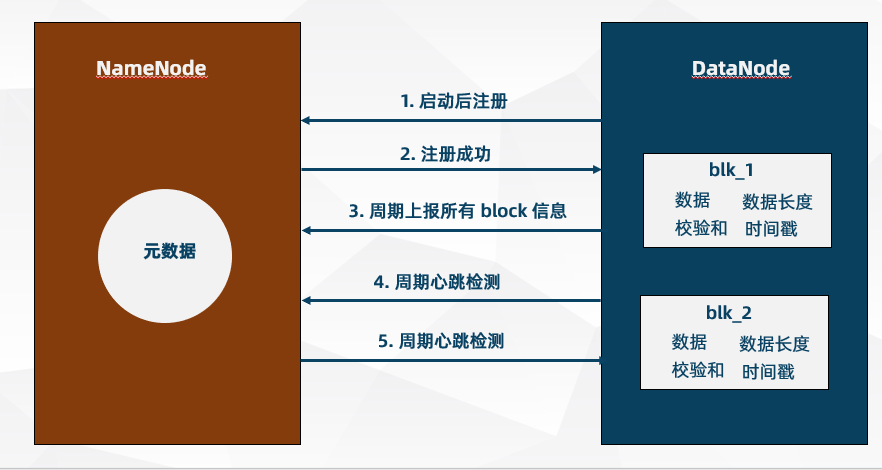 NameNode
元数据
1. 启动后注册
2. 注册成功
3. 周期上报所有 block 信息
4. 周期心跳检测
5. 周期心跳检测
DataNode
blk_1
数据 数据长度
校验和 时间戳
blk_2
数据 数据长度
校验和 时间戳